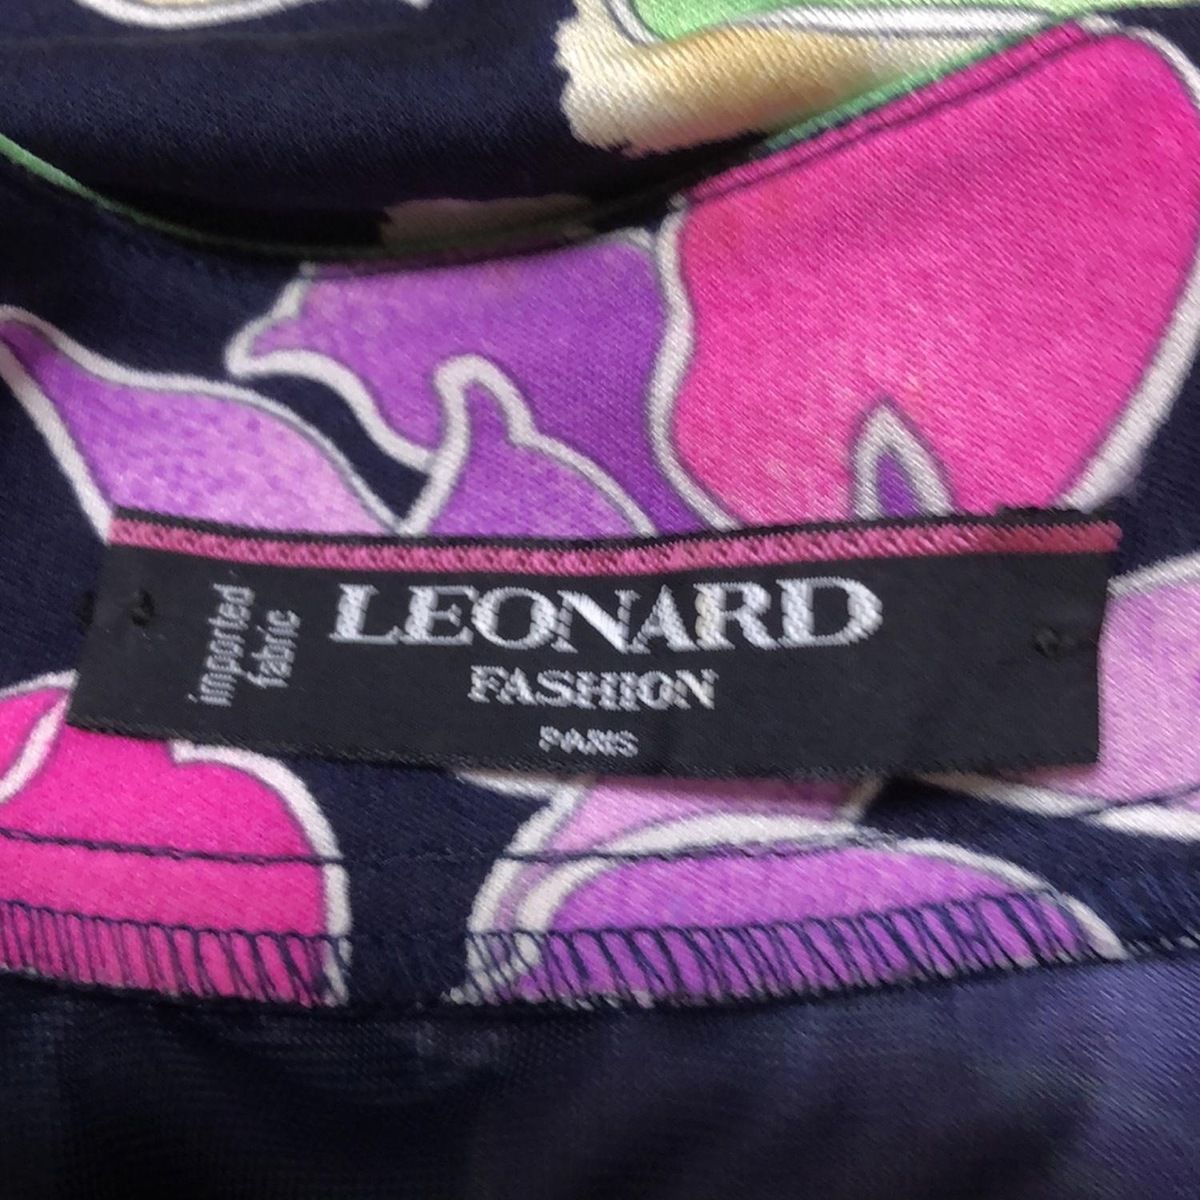 imported
fabric
LEONARD
FASHION
PARIS